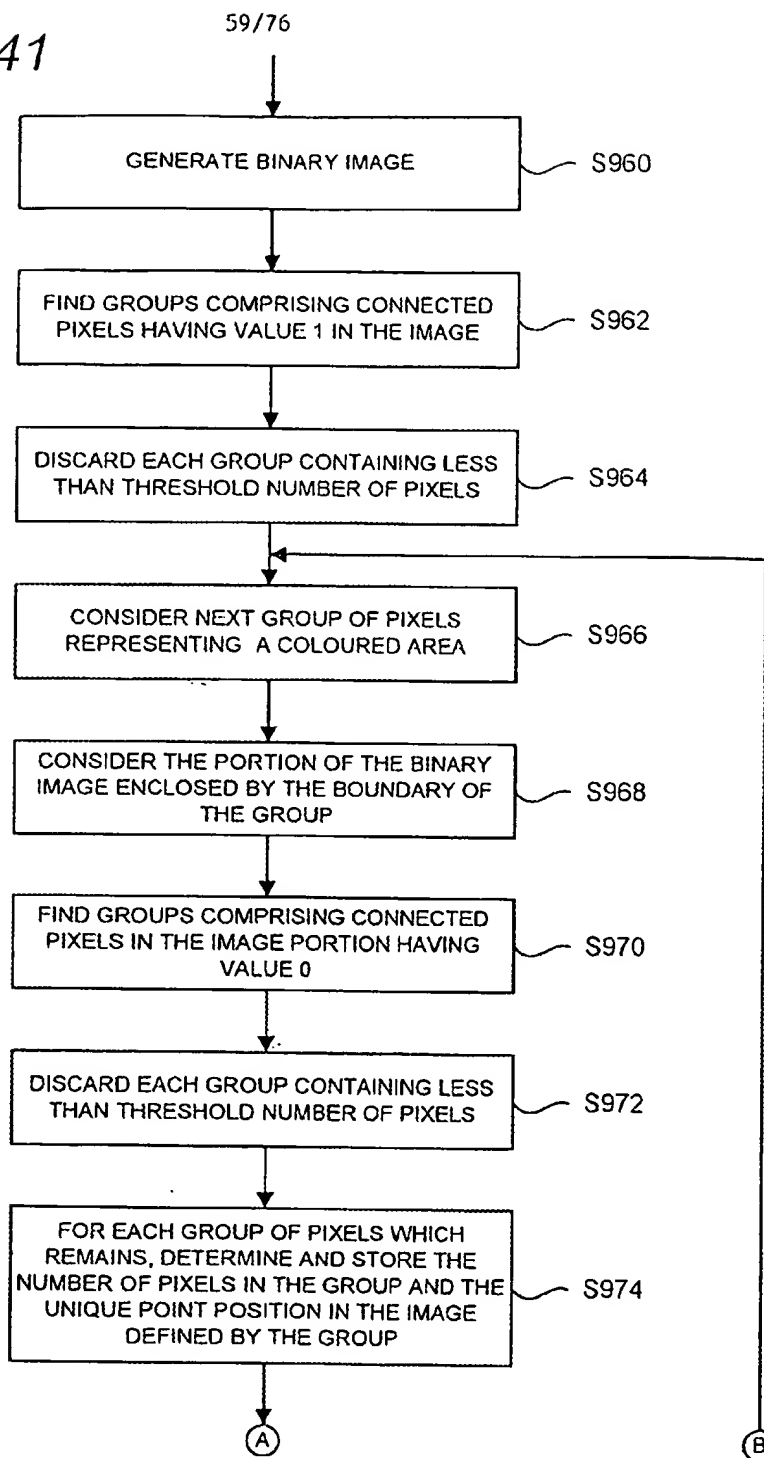 59/76
41
GENERATE BINARY IMAGE
S960
FIND GROUPS COMPRISING CONNECTED
PIXELS HAVING VALUE 1 IN THE IMAGE
S962
DISCARD EACH GROUP CONTAINING LESS
THAN THRESHOLD NUMBER OF PIXELS
S964
CONSIDER NEXT GROUP OF PIXELS
REPRESENTING A COLOURED AREA
S966
CONSIDER THE PORTION OF THE BINARY
IMAGE ENCLOSED BY THE BOUNDARY OF
THE GROUP
S968
FIND GROUPS COMPRISING CONNECTED
PIXELS IN THE IMAGE PORTION HAVING
VALUE 0
S970
DISCARD EACH GROUP CONTAINING LESS
THAN THRESHOLD NUMBER OF PIXELS
S972
FOR EACH GROUP OF PIXELS WHICH
REMAINS, DETERMINE AND STORE THE
NUMBER OF PIXELS IN THE GROUP AND THE
UNIQUE POINT POSITION IN THE IMAGE
DEFINED BY THE GROUP
S974
A
B